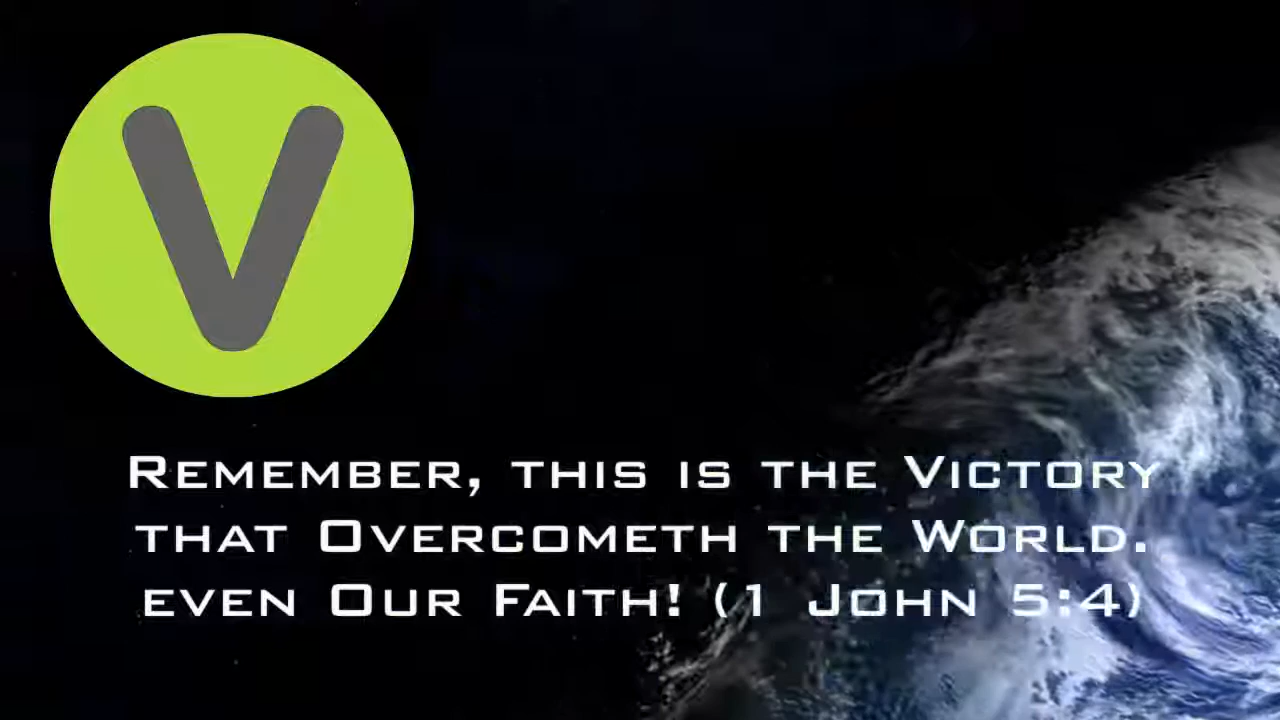 V
Remember, this is the Victory
that Overcometh the World.
even Our Faith! (1 John 5:4)